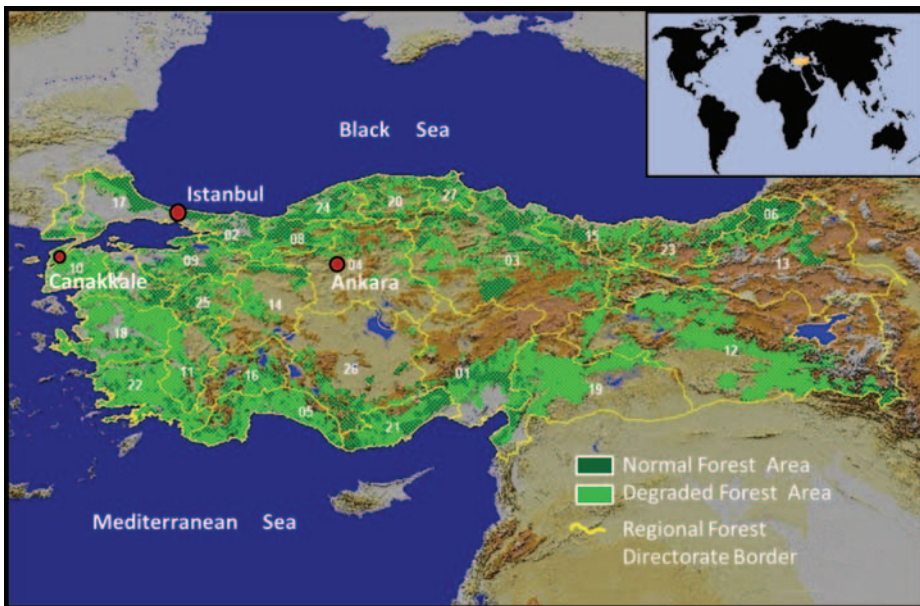 Black Sea
Istanbul
17
24
20
27
02
08
15
06
10
09
04
03
23
13
Canakkale
Ankara
25
14
18
12
11
16
26
01
19
22
05
21
Normal Forest Area
Degraded Forest Area
Regional Forest
Directorate Border
Mediterranean Sea